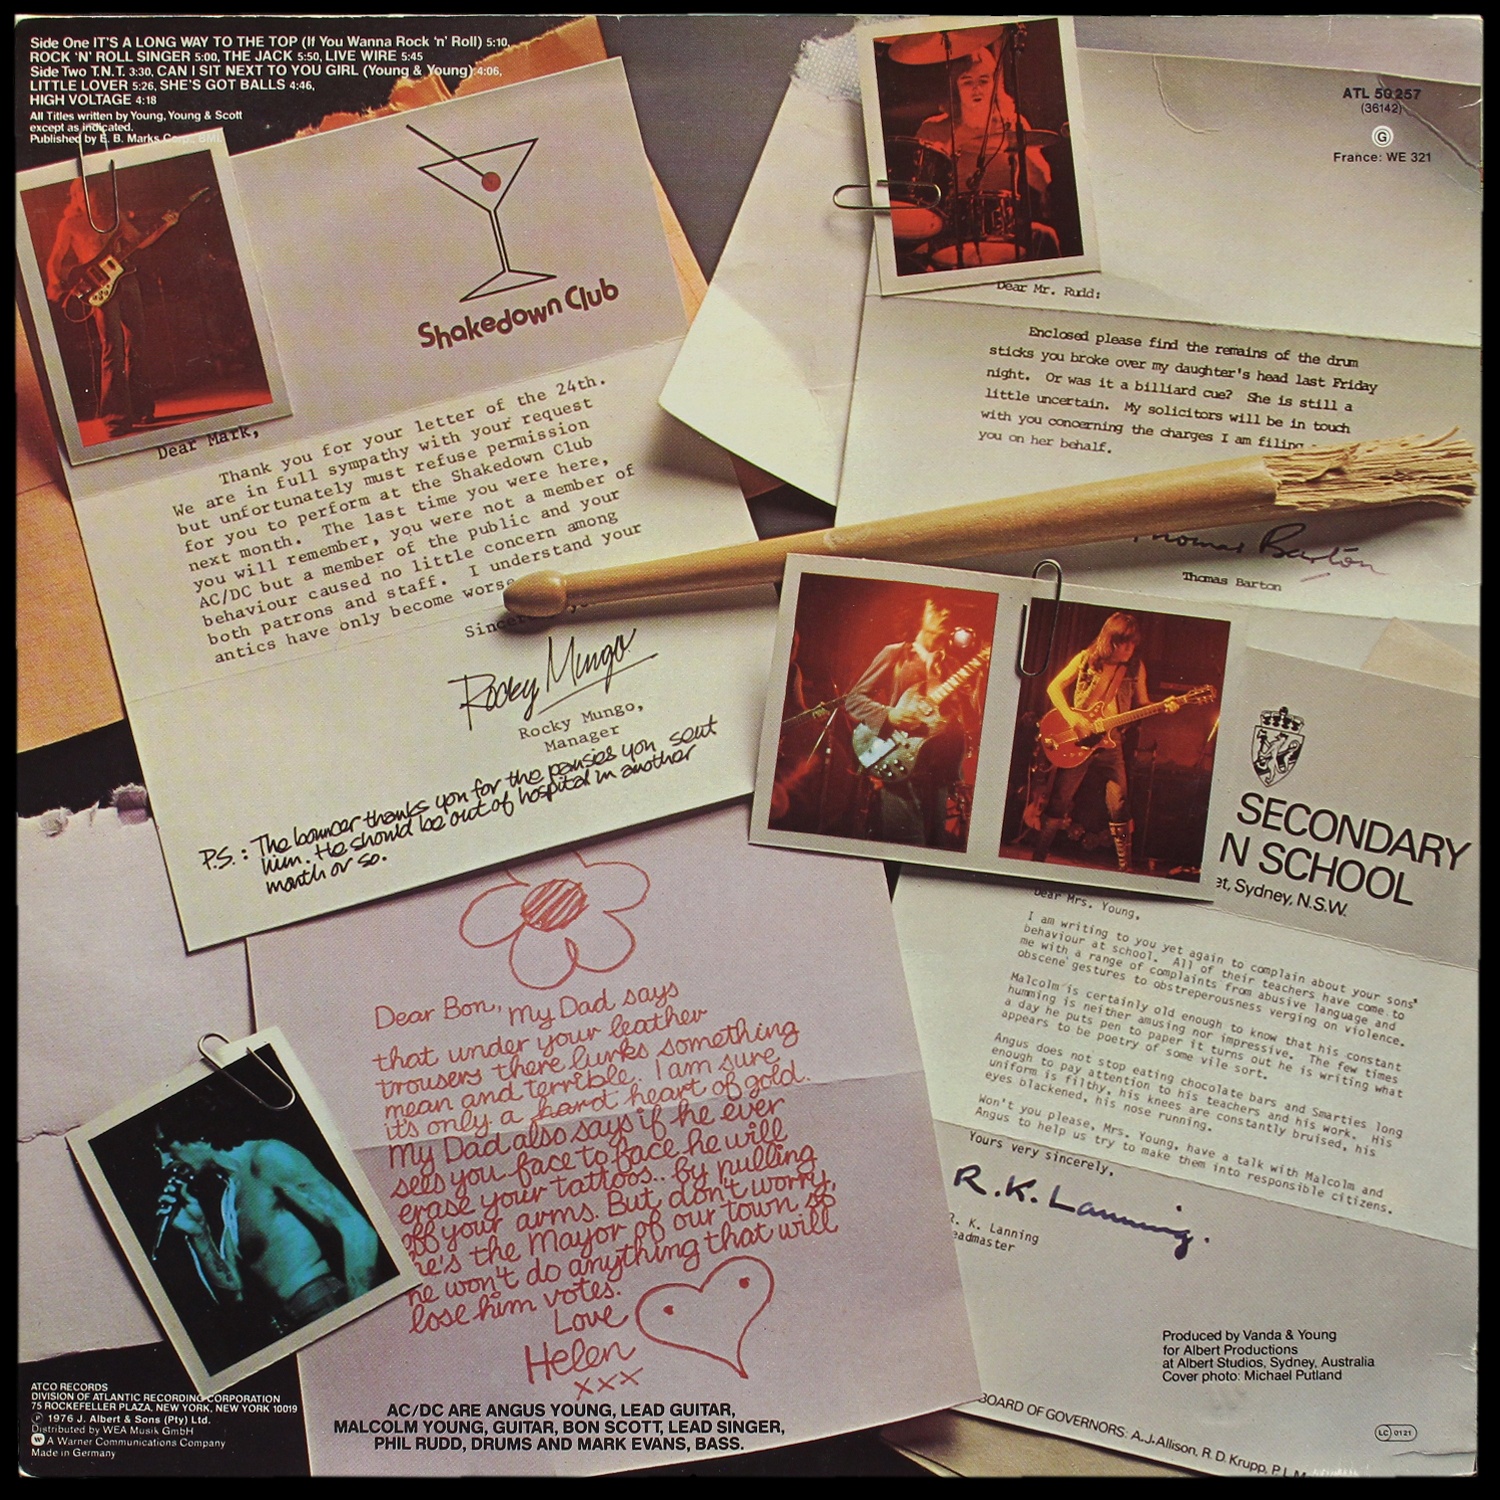 Side One IT'S A LONG WAY TO THE TOP (If You Wanna Rock 'n' Roll) 5:10,
ROCK 'N' ROLL SINGER 5:00, THE JACK 5:50, LIVE WIRE 5:45
Side Two T.N.T. 3:30, CAN I SIT NEXT TO YOU GIRL (Young & Young) 4:06,
LITTLE LOVER 5:26, SHE'S GOT BALLS 4:46,
HIGH VOLTAGE 4:18
All Titles written by Young, Young & Scott
except as indicated.
Published by E. B. Marks Corp., BMI
Shakedown Club
Dear Mark,
Thank you for your letter of the 24th.
We are in full sympathy with your request
but unfortunately must refuse permission
for you to perform at the Shakedown Club
next month. The last time you were here,
you will remember, you were not a member of
AC/DC but a member of the public and your
behaviour caused no little concern among
both patrons and staff. I understand your
antics have only become worse
Rocky Mungo
Rocky Mungo,
Manager
P.S.: The bouncer thanks you for the pansies you sent
him. He should be out of hospital in another
month or so.
ATL 50 257
(36142)
G
France: WE 321
Dear Mr. Rudd:
Enclosed please find the remains of the drum
sticks you broke over my daughter's head last Friday
night. Or was it a billiard cue? She is still a
little uncertain. My solicitors will be in touch
with you concerning the charges I am filing
you on her behalf.
Thomas Barton
Thomas Barton
SECONDARY
N SCHOOL
et, Sydney, N.S.W.
Dear Mrs. Young,
I am writing to you yet again to complain about your sons'
behaviour at school. All of their teachers have come to
me with a range of complaints from abusive language and
obscene gestures to obstreperousness verging on violence.
Malcolm is certainly old enough to know that his constant
humming is neither amusing nor impressive. The few times
a day he puts pen to paper it turns out he is writing what
appears to be poetry of some vile sort.
Angus does not stop eating chocolate bars and Smarties long
enough to pay attention to his teachers and his work. His
uniform is filthy, his knees are constantly bruised, his
eyes blackened, his nose running.
Won't you please, Mrs. Young, have a talk with Malcolm and
Angus to help us try to make them into responsible citizens.
Yours very sincerely,
R.K. Lanning.
R. K. Lanning
eadmaster
Dear Bon, My Dad says
that under your leather
trousers there lurks something
mean and terrible. I am sure
it's only a hard heart of gold.
My Dad also says if he ever
sees you face to face he will
erase your tattoos.. by pulling
off your arms. But don't worry,
he's the Mayor of our town, so
he won't do anything that will
lose him votes.
Love
Helen
xxx
AC/DC ARE ANGUS YOUNG, LEAD GUITAR,
MALCOLM YOUNG, GUITAR, BON SCOTT, LEAD SINGER,
PHIL RUDD, DRUMS AND MARK EVANS, BASS.
Produced by Vanda & Young
for Albert Productions
at Albert Studios, Sydney, Australia
Cover photo: Michael Putland
BOARD OF GOVERNORS: A.J. Allison, R. D. Krupp,
LC 0121
ATCO RECORDS
DIVISION OF ATLANTIC RECORDING CORPORATION
75 ROCKEFELLER PLAZA, NEW YORK, NEW YORK 10019
℗ 1976 J. Albert & Sons (Pty) Ltd.
Distributed by WEA Musik GmbH
A Warner Communications Company
Made in Germany